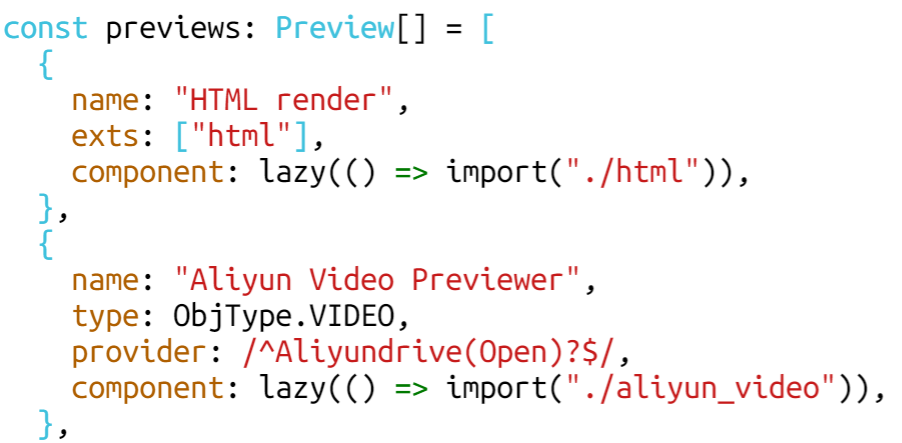 const previews: Preview[] = [
  {
    name: "HTML render",
    exts: ["html"],
    component: lazy(() => import("./html")),
  },
  {
    name: "Aliyun Video Previewer",
    type: ObjType.VIDEO,
    provider: /^Aliyundrive(Open)?$/,
    component: lazy(() => import("./aliyun_video")),
  },